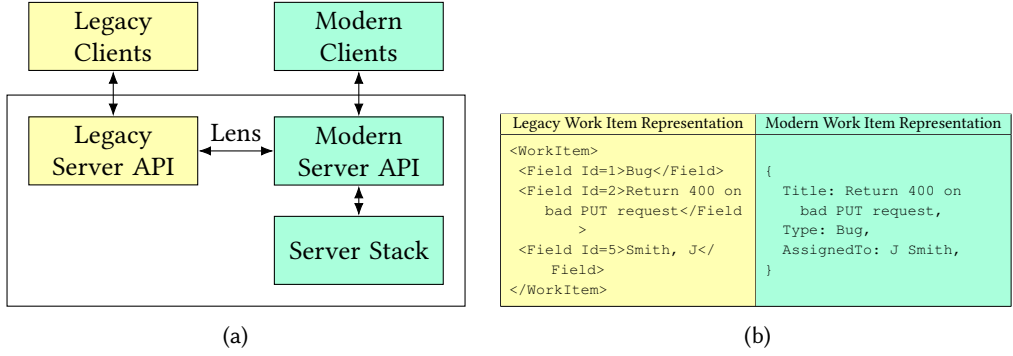 Legacy
Clients
Modern
Clients
Legacy
Server API
Lens
Modern
Server API
Server Stack
(a)
Legacy Work Item Representation
<WorkItem>
<Field Id=1>Bug</Field>
<Field Id=2>Return 400 on
bad PUT request</Field
>
<Field Id=5>Smith, J</
Field>
</WorkItem>
Modern Work Item Representation
{
Title: Return 400 on
bad PUT request,
Type: Bug,
AssignedTo: J Smith,
}
(b)